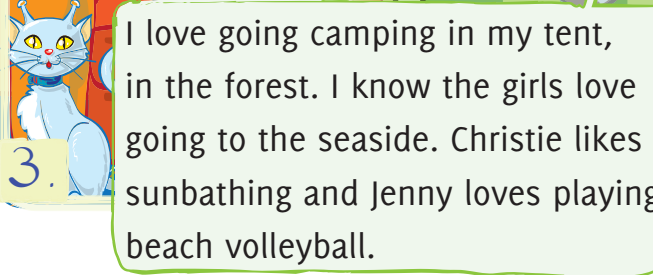 I love going camping in my tent,
in the forest. I know the girls love
going to the seaside. Christie likes
sunbathing and Jenny loves playing
beach volleyball.
3.